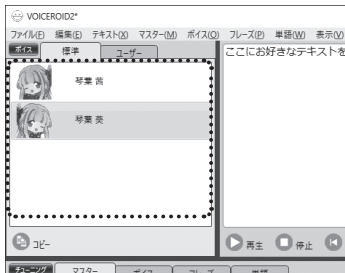 VOICEROID2*
ファイル(F) 編集(E) テキスト(X) マスター(M) ボイス(O) フレーズ(P) 単語(W) 表示(V)
ボイス 標準 ユーザー
ここにお好きなテキストを
琴葉 茜
琴葉 葵
コピー 再生 停止
チューニング マスター ボイス フレーズ 単語